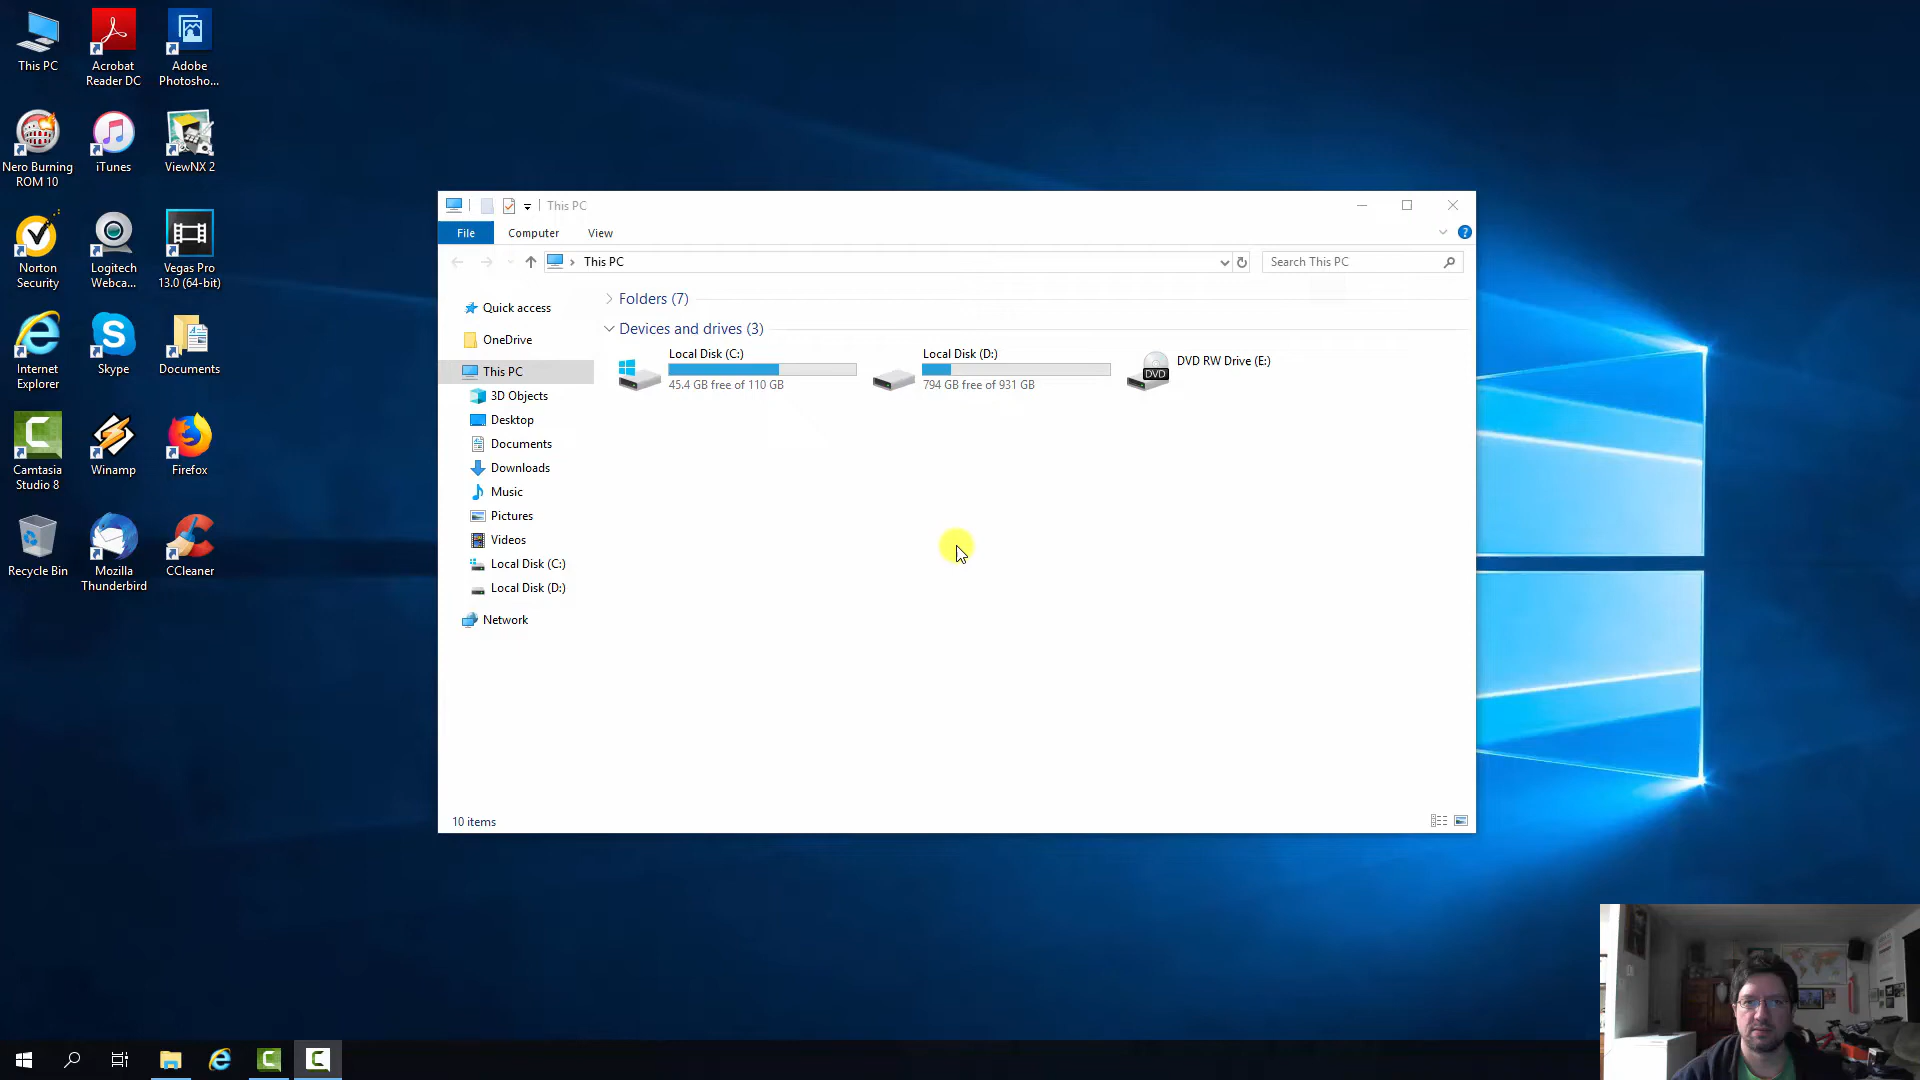 This PC
Acrobat
Reader DC
Adobe
Photosho...
Nero Burning
ROM 10
iTunes
ViewNX 2
Norton
Security
Logitech
Webca...
Vegas Pro
13.0 (64-bit)
Internet
Explorer
Skype
Documents
Camtasia
Studio 8
Winamp
Firefox
Recycle Bin
Mozilla
Thunderbird
CCleaner
This PC
File Computer View
This PC
Search This PC
Quick access
OneDrive
This PC
3D Objects
Desktop
Documents
Downloads
Music
Pictures
Videos
Local Disk (C:)
Local Disk (D:)
Network
Folders (7)
Devices and drives (3)
Local Disk (C:)
45.4 GB free of 110 GB
Local Disk (D:)
794 GB free of 931 GB
DVD RW Drive (E:)
DVD
10 items